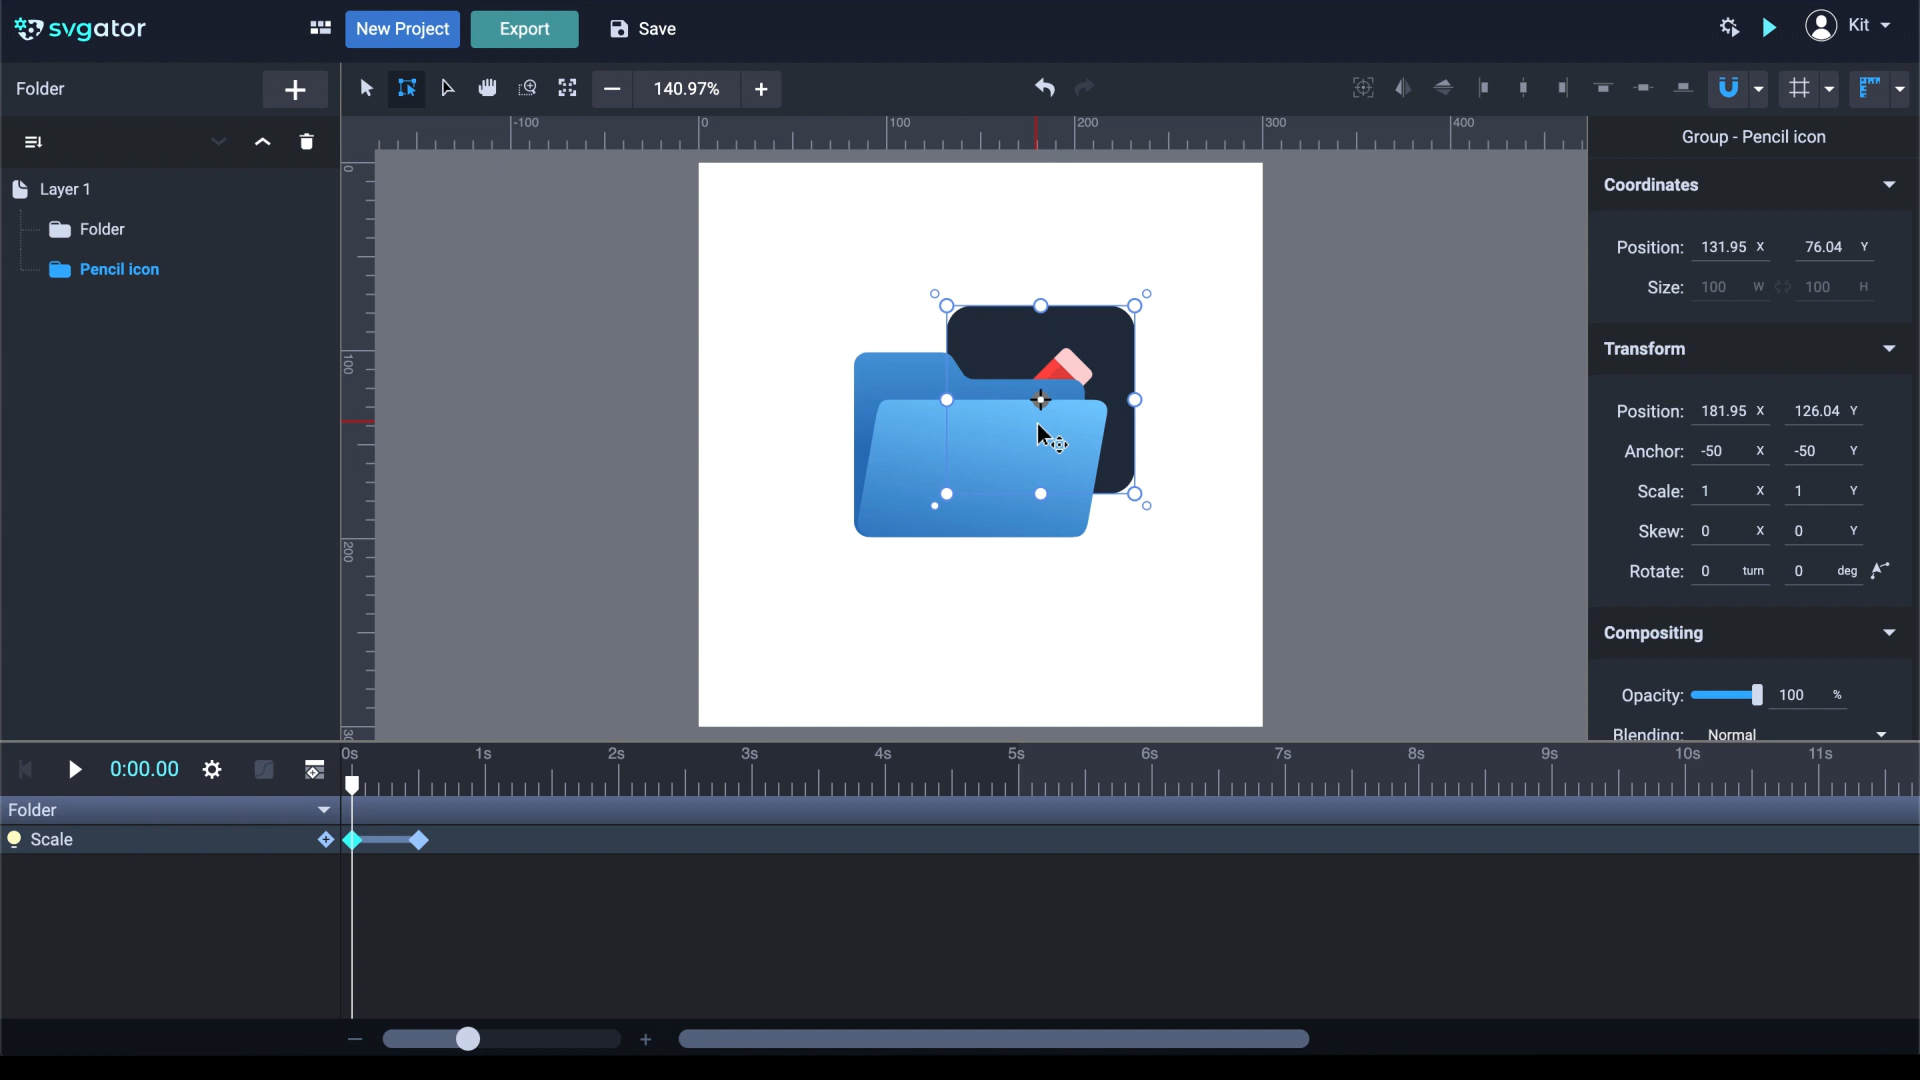 svgator
New Project
Export
Save
Kit
Folder
140.97%
-100
0
100
200
300
400
0
100
200
Layer 1
Folder
Pencil icon
Group - Pencil icon
Coordinates
Position: 131.95 X 76.04 Y
Size: 100 W 100 H
Transform
Position: 181.95 X 126.04 Y
Anchor: -50 X -50 Y
Scale: 1 X 1 Y
Skew: 0 X 0 Y
Rotate: 0 turn 0 deg
Compositing
Opacity: 100 %
Blending: Normal
0:00.00
0s 1s 2s 3s 4s 5s 6s 7s 8s 9s 10s 11s
Folder
Scale